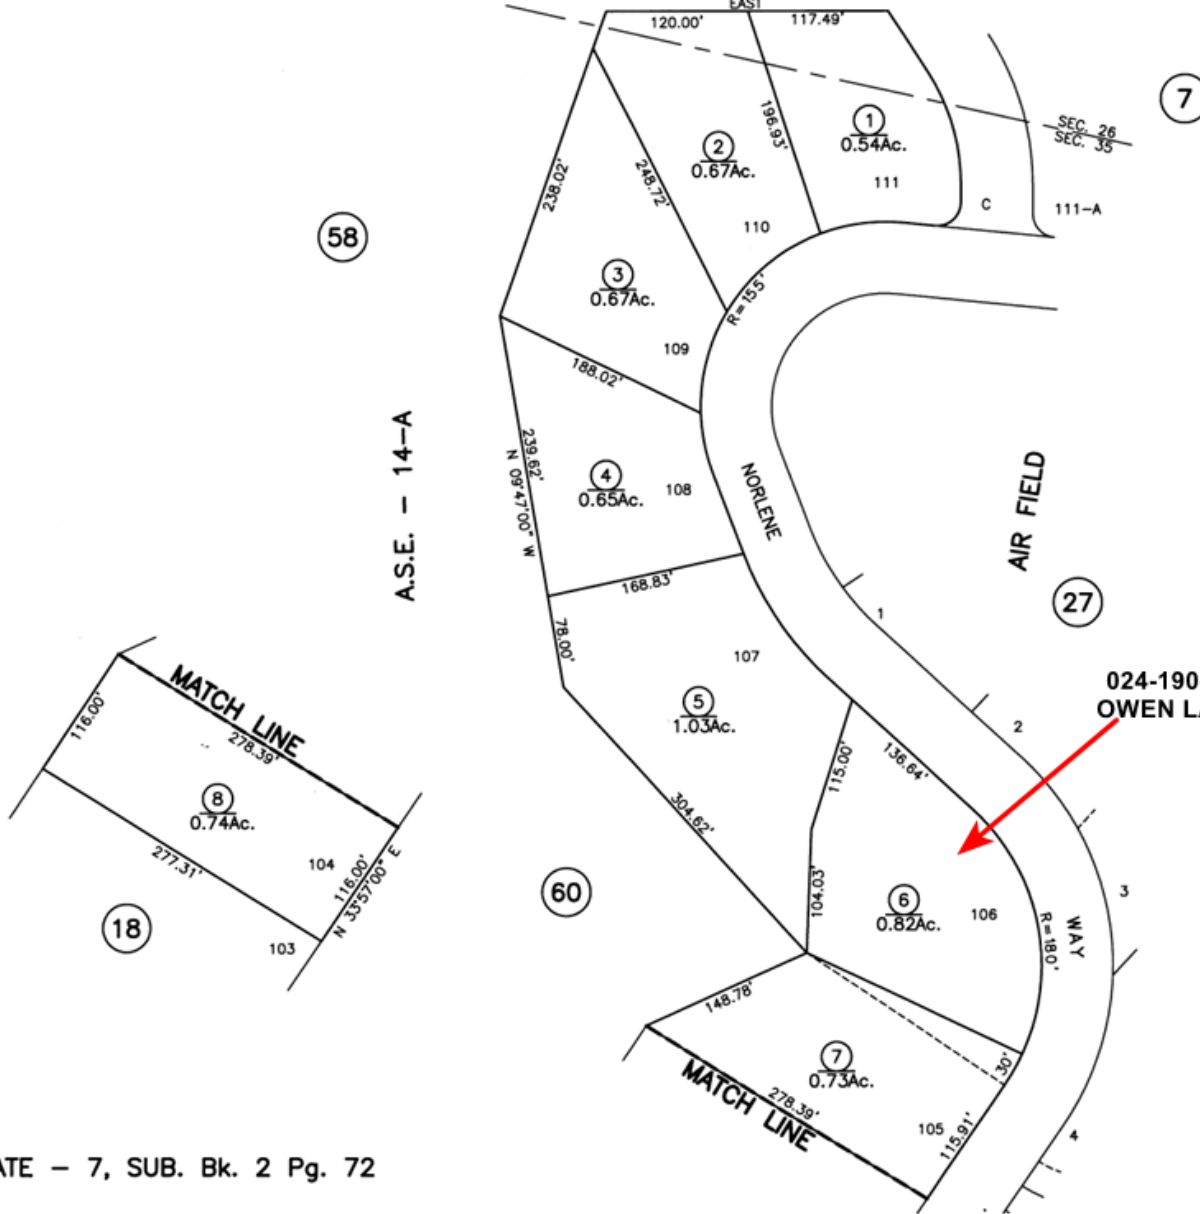 EAST
120.00'
117.49'
7
196.93'
1
0.54Ac.
SEC. 26
SEC. 35
2
0.67Ac.
238.02'
248.72'
111
C
111-A
58
110
3
0.67Ac.
R=155'
109
188.02'
A.S.E. - 14-A
239.62'
N 09°47'00" W
4
0.65Ac.
108
NORLENE
AIR FIELD
168.83'
27
78.00'
1
107
MATCH LINE
278.39'
116.00'
5
1.03Ac.
024-190
OWEN
2
115.00'
136.64'
8
0.74Ac.
304.62'
277.31'
104
116.00'
N 33°57'00" E
60
104.03'
6
0.82Ac.
106
3
R=180'
WAY
18
103
148.78'
7
0.73Ac.
30'
MATCH LINE
278.39'
105
115.91'
4
ATE - 7, SUB. Bk. 2 Pg. 72